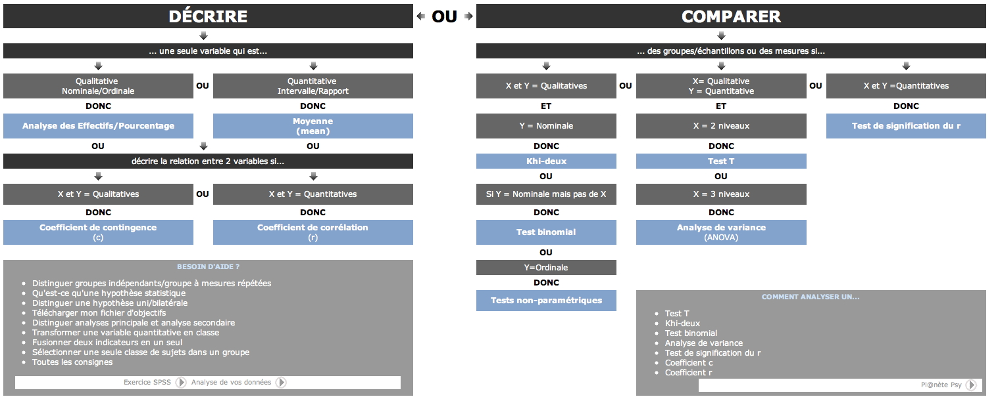 DÉCRIRE
OU
COMPARER
... une seule variable qui est...
Qualitative
Nominale/Ordinale
OU
Quantitative
Intervalle/Rapport
DONC
DONC
Analyse des Effectifs/Pourcentage
Moyenne
(mean)
OU
OU
décrire la relation entre 2 variables si...
X et Y = Qualitatives
OU
X et Y = Quantitatives
DONC
DONC
Coefficient de contingence
(c)
Coefficient de corrélation
(r)
BESOIN D'AIDE ?
Distinguer groupes indépendants/groupe à mesures répétées
Qu'est-ce qu'une hypothèse statistique
Distinguer une hypothèse uni/bilatérale
Télécharger mon fichier d'objectifs
Distinguer analyses principale et analyse secondaire
Transformer une variable quantitative en classe
Fusionner deux indicateurs en un seul
Sélectionner une seule classe de sujets dans un groupe
Toutes les consignes
Exercice SPSS
Analyse de vos données
... des groupes/échantillons ou des mesures si...
X et Y = Qualitatives
OU
X= Qualitative
Y = Quantitative
OU
X et Y =Quantitatives
ET
ET
DONC
Y = Nominale
X = 2 niveaux
Test de signification du r
DONC
DONC
Khi-deux
Test T
OU
OU
Si Y = Nominale mais pas de X
X = 3 niveaux
DONC
DONC
Test binomial
Analyse de variance
(ANOVA)
OU
Y=Ordinale
DONC
Tests non-paramétriques
COMMENT ANALYSER UN...
Test T
Khi-deux
Test binomial
Analyse de variance
Test de signification du r
Coefficient c
Coefficient r
Pl@nète Psy